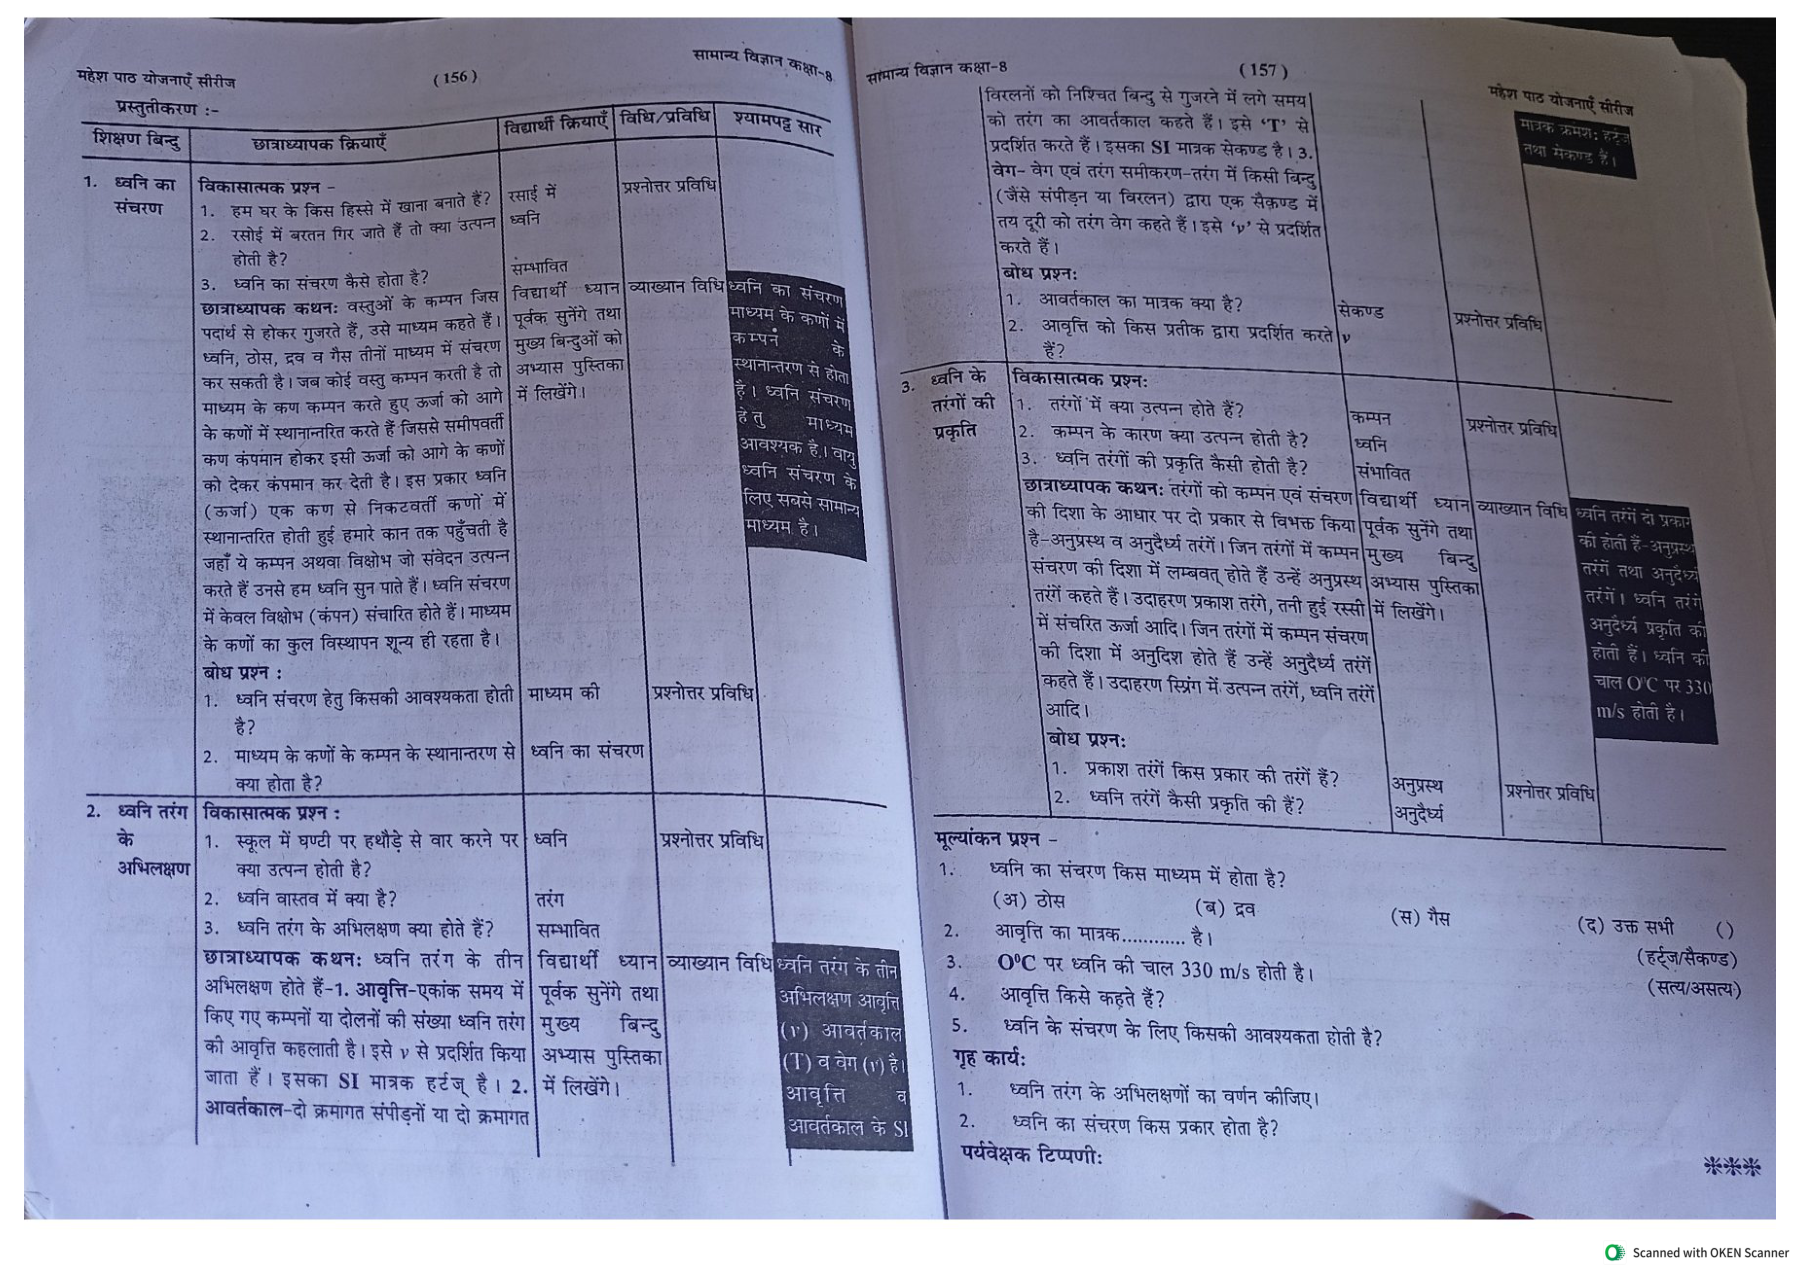 महेश पाठ योजनाएँ सीरीज
(156)
सामान्य विज्ञान कक्षा-8
प्रस्तुतीकरण :-
शिक्षण बिन्दु
छात्राध्यापक क्रियाएँ
विद्यार्थी क्रियाएँ
विधि/प्रविधि
श्यामपट्ट सार
1. ध्वनि का
संचरण
विकासात्मक प्रश्न -
1. हम घर के किस हिस्से में खाना बनाते हैं?
2. रसोई में बरतन गिर जाते हैं तो क्या उत्पन्न
होती है?
3. ध्वनि का संचरण कैसे होता है?
छात्राध्यापक कथन: वस्तुओं के कम्पन जिस
पदार्थ से होकर गुजरते हैं, उसे माध्यम कहते हैं।
ध्वनि, ठोस, द्रव व गैस तीनों माध्यम में संचरण
कर सकती है। जब कोई वस्तु कम्पन करती है तो
माध्यम के कण कम्पन करते हुए ऊर्जा को आगे
के कणों में स्थानान्तरित करते हैं जिससे समीपवर्ती
कण कंपमान होकर इसी ऊर्जा को आगे के कणों
को देकर कंपमान कर देती है। इस प्रकार ध्वनि
(ऊर्जा) एक कण से निकटवर्ती कणों में
स्थानान्तरित होती हुई हमारे कान तक पहुँचती है
जहाँ ये कम्पन अथवा विक्षोभ जो संवेदन उत्पन्न
करते हैं उनसे हम ध्वनि सुन पाते हैं। ध्वनि संचरण
में केवल विक्षोभ (कंपन) संचारित होते हैं। माध्यम
के कणों का कुल विस्थापन शून्य ही रहता है।
बोध प्रश्न :
1. ध्वनि संचरण हेतु किसकी आवश्यकता होती
है?
2. माध्यम के कणों के कम्पन के स्थानान्तरण से
क्या होता है?
रसाई में
ध्वनि
सम्भावित
विद्यार्थी ध्यान
पूर्वक सुनेंगे तथा
मुख्य बिन्दुओं को
अभ्यास पुस्तिका
में लिखेंगे।
माध्यम की
ध्वनि का संचरण
प्रश्नोत्तर प्रविधि
व्याख्यान विधि
प्रश्नोत्तर प्रविधि
ध्वनि का संचरण
माध्यम के कणों में
कम्पनं के
स्थानान्तरण से होता
है। ध्वनि संचरण
हेतु माध्यम
आवश्यक है। वायु
ध्वनि संचरण के
लिए सबसे सामान्य
माध्यम है।
2. ध्वनि तरंग
के
अभिलक्षण
विकासात्मक प्रश्न :
1. स्कूल में घण्टी पर हथौड़े से वार करने पर
क्या उत्पन्न होती है?
2. ध्वनि वास्तव में क्या है?
3. ध्वनि तरंग के अभिलक्षण क्या होते हैं?
छात्राध्यापक कथन: ध्वनि तरंग के तीन
अभिलक्षण होते हैं-1. आवृत्ति-एकांक समय में
किए गए कम्पनों या दोलनों की संख्या ध्वनि तरंग
की आवृत्ति कहलाती है। इसे ν से प्रदर्शित किया
जाता हैं। इसका SI मात्रक हर्टज् है। 2.
आवर्तकाल-दो क्रमागत संपीड़नों या दो क्रमागत
ध्वनि
तरंग
सम्भावित
विद्यार्थी ध्यान
पूर्वक सुनेंगे तथा
मुख्य बिन्दु
अभ्यास पुस्तिका
में लिखेंगे।
प्रश्नोत्तर प्रविधि
व्याख्यान विधि
ध्वनि तरंग के तीन
अभिलक्षण आवृत्ति
(ν) आवर्तकाल
(T) व वेग (v) है।
आवृत्ति व
आवर्तकाल के SI
सामान्य विज्ञान कक्षा-8
(157)
महेश पाठ योजनाएँ सीरीज
विरलनों को निश्चित बिन्दु से गुजरने में लगे समय
को तरंग का आवर्तकाल कहते हैं। इसे ‘T’ से
प्रदर्शित करते हैं। इसका SI मात्रक सेकण्ड है। 3.
वेग- वेग एवं तरंग समीकरण-तरंग में किसी बिन्दु
(जैंसे संपीड़न या विरलन) द्वारा एक सैकण्ड में
तय दूरी को तरंग वेग कहते हैं। इसे ‘v’ से प्रदर्शित
करते हैं।
बोध प्रश्न:
1. आवर्तकाल का मात्रक क्या है?
2. आवृत्ति को किस प्रतीक द्वारा प्रदर्शित करते
हैं?
सेकण्ड
ν
प्रश्नोत्तर प्रविधि
मात्रक क्रमश: हर्ट्ज
तथा सेकण्ड हैं।
3. ध्वनि के
तरंगों की
प्रकृति
विकासात्मक प्रश्न:
1. तरंगों में क्या उत्पन्न होते हैं?
2. कम्पन के कारण क्या उत्पन्न होती है?
3. ध्वनि तरंगों की प्रकृति कैसी होती है?
छात्राध्यापक कथन: तरंगों को कम्पन एवं संचरण
की दिशा के आधार पर दो प्रकार से विभक्त किया
है-अनुप्रस्थ व अनुदैर्ध्य तरंगें। जिन तरंगों में कम्पन
संचरण की दिशा में लम्बवत् होते हैं उन्हें अनुप्रस्थ
तरंगें कहते हैं। उदाहरण प्रकाश तरंगे, तनी हुई रस्सी
में संचरित ऊर्जा आदि। जिन तरंगों में कम्पन संचरण
की दिशा में अनुदिश होते हैं उन्हें अनुदैर्ध्य तरंगें
कहते हैं। उदाहरण स्प्रिंग में उत्पन्न तरंगें, ध्वनि तरंगें
आदि।
बोध प्रश्न:
1. प्रकाश तरंगें किस प्रकार की तरंगें हैं?
2. ध्वनि तरंगें कैसी प्रकृति की हैं?
कम्पन
ध्वनि
संभावित
विद्यार्थी ध्यांन
पूर्वक सुनेंगे तथा
मुख्य बिन्दु
अभ्यास पुस्तिका
में लिखेंगे।
अनुप्रस्थ
अनुदैर्ध्य
प्रश्नोत्तर प्रविधि
व्याख्यान विधि
प्रश्नोत्तर प्रविधि
ध्वनि तरंगें दो प्रकार
की होती है-अनुप्रस्थ
तरंगें तथा अनुदैर्ध्य
तरंगें। ध्वनि तरंगे
अनुदैर्ध्य प्रकृति की
होती हैं। ध्वनि की
चाल O⁰C पर 330
m/s होती है।
मूल्यांकन प्रश्न -
1. ध्वनि का संचरण किस माध्यम में होता है?
(अ) ठोस (ब) द्रव (स) गैस (द) उक्त सभी ()
2. आवृत्ति का मात्रक............ है। (हर्ट्ज/सैकण्ड)
3. O⁰C पर ध्वनि की चाल 330 m/s होती है। (सत्य/असत्य)
4. आवृत्ति किसे कहते हैं?
5. ध्वनि के संचरण के लिए किसकी आवश्यकता होती है?
गृह कार्य:
1. ध्वनि तरंग के अभिलक्षणों का वर्णन कीजिए।
2. ध्वनि का संचरण किस प्रकार होता है?
पर्यवेक्षक टिप्पणी:
Scanned with OKEN Scanner